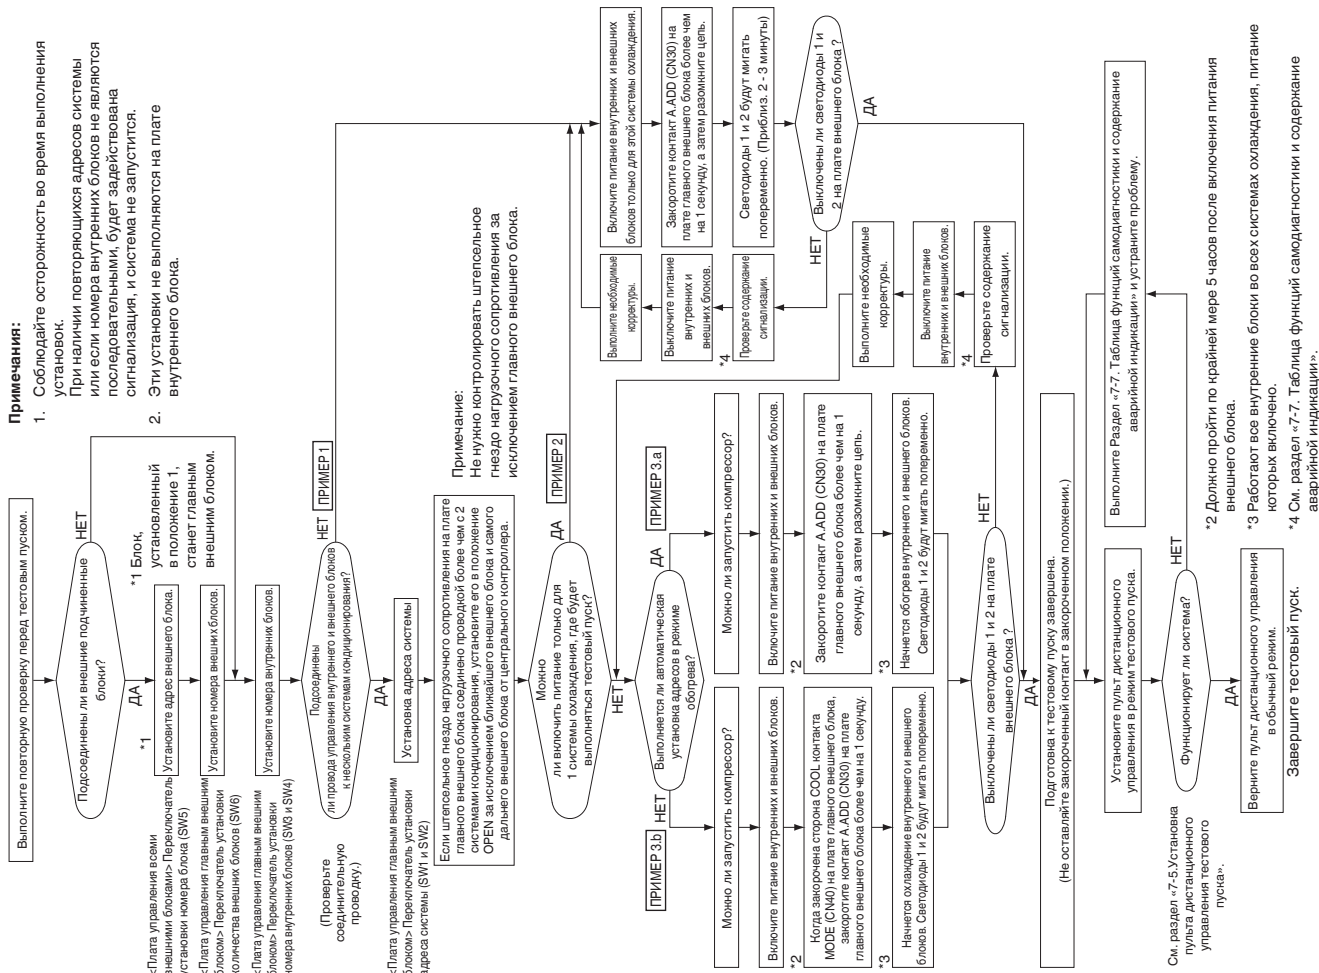 Выполните повторную проверку перед тестовым пуском.
Подсоединены ли внешние подчиненные
блоки?
НЕТ
ДА
*1
*1 Блок,
установленный
в положение 1,
станет главным
внешним блоком.
<Плата управления всеми
внешними блоками> Переключатель
установки номера блока (SW5)
Установите адрес внешнего блока.
<Плата управления главным внешним
блоком> Переключатель установки
количества внешних блоков (SW6)
Установите номера внешних блоков.
<Плата управления главным внешним
блоком> Переключатель установки
номера внутренних блоков (SW3 и SW4)
Установите номера внутренних блоков.
Примечания:
1. Соблюдайте осторожность во время выполнения
установок.
При наличии повторяющихся адресов системы
или если номера внутренних блоков не являются
последовательными, будет задействована
сигнализация, и система не запустится.
2. Эти установки не выполняются на плате
внутреннего блока.
(Проверьте
соединительную
проводку.)
Подсоединены
ли провода управления внутреннего и внешнего блоков
к нескольким системам кондиционирования?
НЕТ
ПРИМЕР 1
ДА
<Плата управления главным внешним
блоком> Переключатель установки
адреса системы (SW1 и SW2)
Установка адреса системы
Если штепсельное гнездо нагрузочного сопротивления на плате
главного внешнего блока соединено проводкой более чем с 2
системами кондиционирования, установите его в положение
OPEN за исключением ближайшего внешнего блока и самого
дальнего внешнего блока от центрального контроллера.
Примечание:
Не нужно контролировать штепсельное
гнездо нагрузочного сопротивления за
исключением главного внешнего блока.
Можно
ли включить питание только для
1 системы охлаждения, где будет
выполняться тестовый пуск?
ДА
ПРИМЕР 2
НЕТ
Выполните необходимые
корректуры.
Выключите питание
внутренних и
внешних блоков.
*4
Проверьте содержание
сигнализации.
Включите питание внутренних и внешних
блоков только для этой системы охлаждения.
Закоротите контакт A.ADD (CN30) на
плате главного внешнего блока более чем
на 1 секунду, а затем разомкните цепь.
Светодиоды 1 и 2 будут мигать
попеременно. (Приблиз. 2 - 3 минуты)
Выключены ли светодиоды 1 и
2 на плате внешнего блока ?
НЕТ
ДА
Выполняется ли автоматическая
установка адресов в режиме
обогрева?
ПРИМЕР 3.b
НЕТ
ДА
ПРИМЕР 3.a
Можно ли запустить компрессор?
Включите питание внутренних и внешних блоков.
*2
Когда закорочена сторона COOL контакта
MODE (CN40) на плате главного внешнего блока,
закоротите контакт A.ADD (CN30) на плате
главного внешнего блока более чем на 1 секунду.
*3
Начнется охлаждение внутреннего и внешнего
блоков. Светодиоды 1 и 2 будут мигать попеременно.
Можно ли запустить компрессор?
Включите питание внутренних и внешних блоков.
*2
Закоротите контакт A.ADD (CN30) на плате
главного внешнего блока более чем на 1
секунду, а затем разомкните цепь.
*3
Начнется обогрев внутреннего и внешнего блоков.
Светодиоды 1 и 2 будут мигать попеременно.
Выполните необходимые
корректуры.
Выключите питание
внутренних и внешних блоков.
*4
Проверьте содержание
сигнализации.
Выключены ли светодиоды 1 и 2 на плате
внешнего блока ?
НЕТ
ДА
Подготовка к тестовому пуску завершена.
(Не оставляйте закороченный контакт в закороченном положении.)
См. раздел «7-5.Установка
пульта дистанционного
управления тестового
пуска».
Установите пульт дистанционного
управления в режим тестового пуска.
Выполните Раздел «7-7. Таблица функций самодиагностики и содержание
аварийной индикации» и устраните проблему.
Функционирует ли система?
НЕТ
ДА
Верните пульт дистанционного управления
в обычный режим.
Завершите тестовый пуск.
*2 Должно пройти по крайней мере 5 часов после включения питания
внешнего блока.
*3 Работают все внутренние блоки во всех системах охлаждения, питание
которых включено.
*4 См. раздел «7-7. Таблица функций самодиагностики и содержание
аварийной индикации».